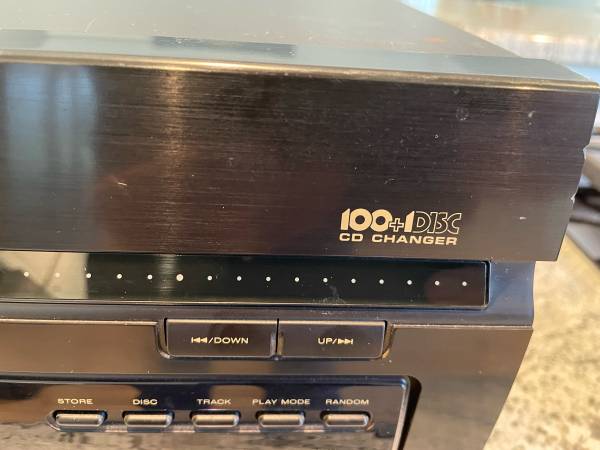 100+1 DISC
CD CHANGER
⏮/DOWN
UP/⏭
STORE
DISC
TRACK
PLAY MODE
RANDOM